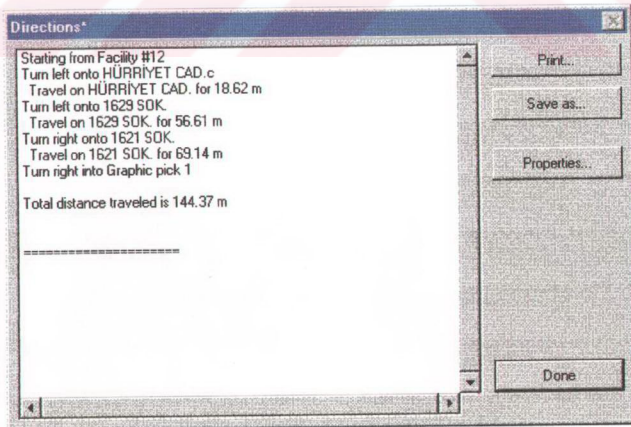 Directions*
Starting from Facility #12
Turn left onto HÜRRİYET CAD.c
Travel on HÜRRİYET CAD. for 18.62 m
Turn left onto 1629 SOK.
Travel on 1629 SOK. for 56.61 m
Turn right onto 1621 SOK.
Travel on 1621 SOK. for 69.14 m
Turn right into Graphic pick 1
Total distance traveled is 144.37 m
=====================
Print...
Save as...
Properties...
Done